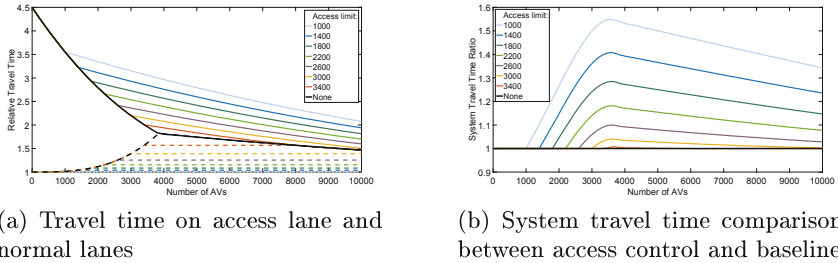 4.5
4
3.5
3
2.5
2
1.5
1
Relative Travel Time
0 1000 2000 3000 4000 5000 6000 7000 8000 9000 10000
Number of AVs
Access limit:
1000
1400
1800
2200
2600
3000
3400
None
(a) Travel time on access lane and
normal lanes
1.6
1.5
1.4
1.3
1.2
1.1
1
0.9
System Travel Time Ratio
0 1000 2000 3000 4000 5000 6000 7000 8000 9000 10000
Number of AVs
Access limit:
1000
1400
1800
2200
2600
3000
3400
None
(b) System travel time comparison
between access control and baseline